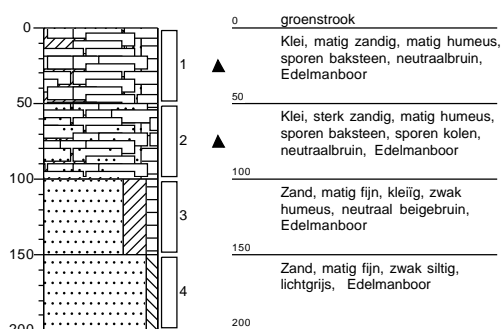 0
50
100
150
200
1
2
3
4
0 groenstrook
Klei, matig zandig, matig humeus,
sporen baksteen, neutraalbruin,
Edelmanboor
50
Klei, sterk zandig, matig humeus,
sporen baksteen, sporen kolen,
neutraalbruin, Edelmanboor
100
Zand, matig fijn, kleiïg, zwak
humeus, neutraal beigebruin,
Edelmanboor
150
Zand, matig fijn, zwak siltig,
lichtgrijs, Edelmanboor
200